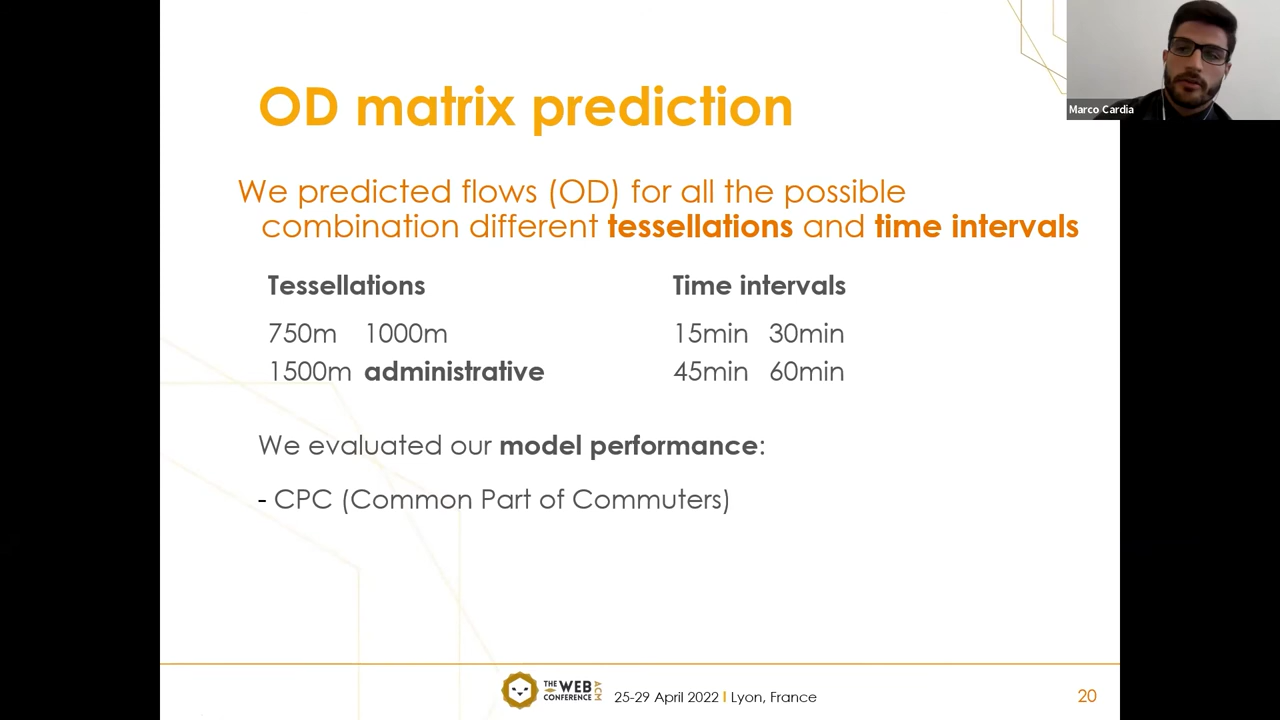 OD matrix prediction
Marco Cardia
We predicted flows (OD) for all the possible
combination different tessellations and time intervals
Tessellations
750m 1000m
1500m administrative
Time intervals
15min 30min
45min 60min
We evaluated our model performance:
- CPC (Common Part of Commuters)
THE WEB CONFERENCE ACM
25-29 April 2022 | Lyon, France
20